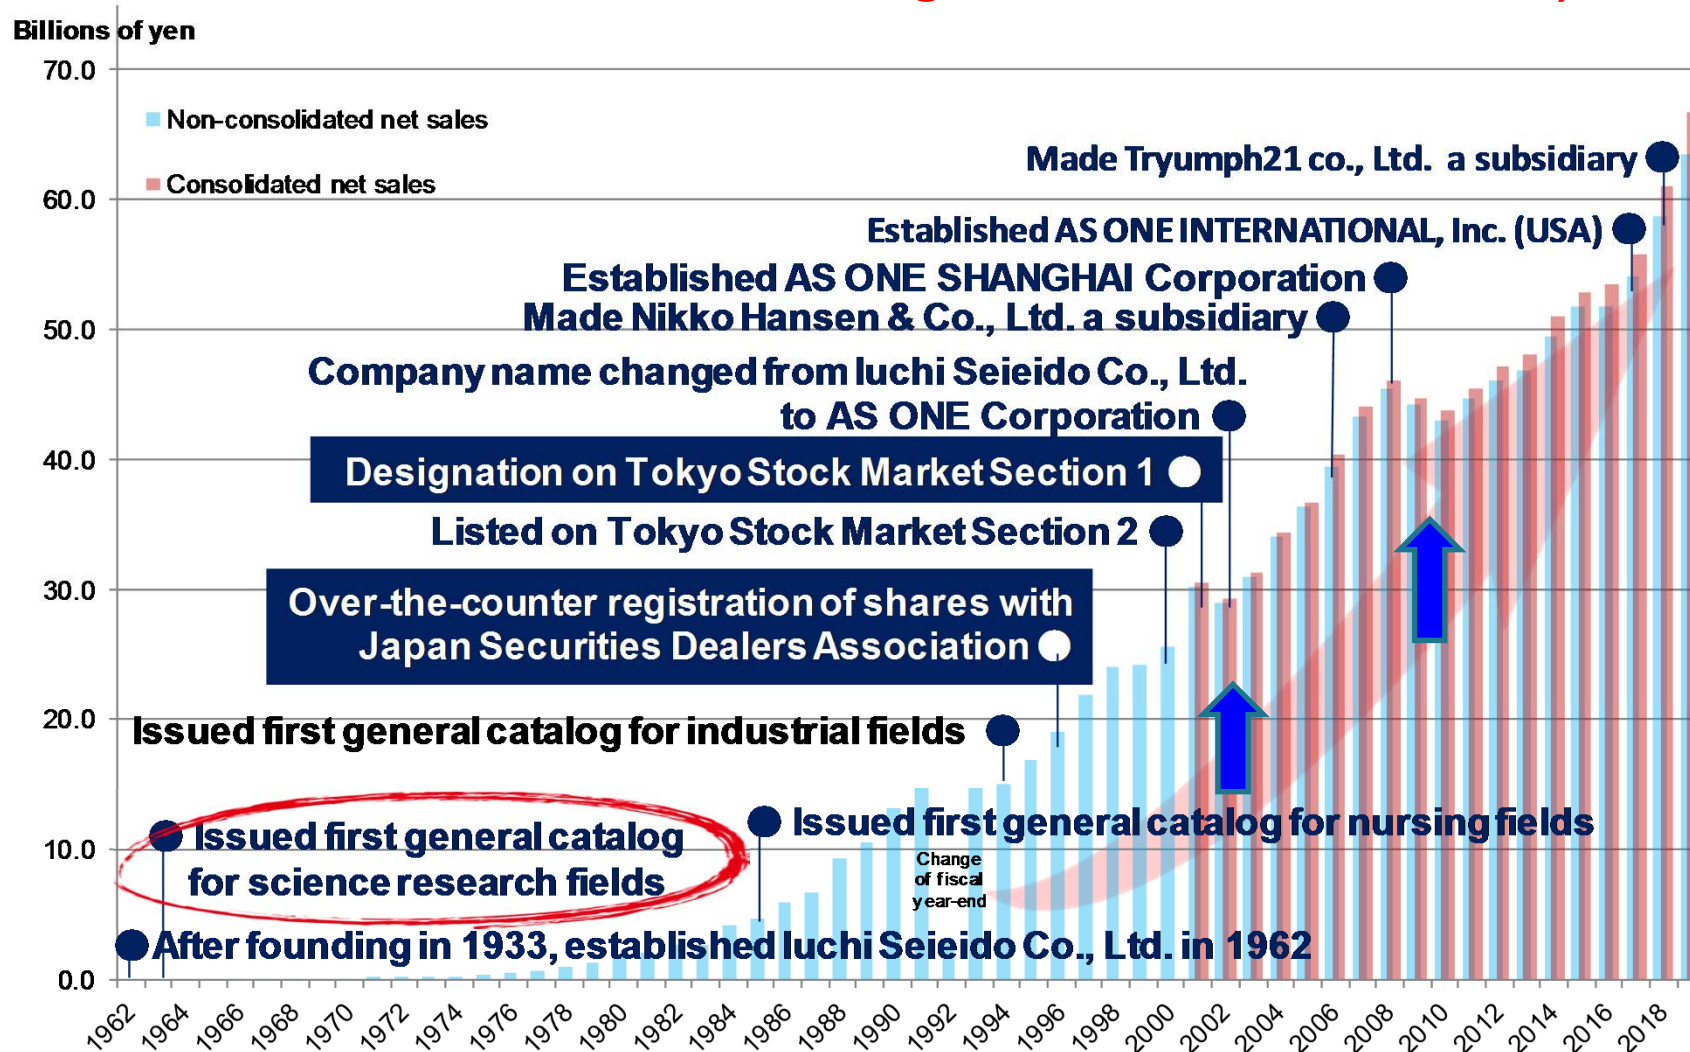 Billions of yen
70.0
Non-consolidated net sales
Consolidated net sales
60.0
50.0
40.0
30.0
20.0
10.0
0.0
Made Tryumph21 co., Ltd. a subsidiary
Established AS ONE INTERNATIONAL, Inc. (USA)
Established AS ONE SHANGHAI Corporation
Made Nikko Hansen & Co., Ltd. a subsidiary
Company name changed from Iuchi Seieido Co., Ltd.
to AS ONE Corporation
Designation on Tokyo Stock Market Section 1
Listed on Tokyo Stock Market Section 2
Over-the-counter registration of shares with
Japan Securities Dealers Association
Issued first general catalog for industrial fields
Issued first general catalog for nursing fields
Issued first general catalog
for science research fields
Change
of fiscal
year-end
After founding in 1933, established Iuchi Seieido Co., Ltd. in 1962
1962 1964 1966 1968 1970 1972 1974 1976 1978 1980 1982 1984 1986 1988 1990 1992 1994 1996 1998 2000 2002 2004 2006 2008 2010 2012 2014 2016 2018